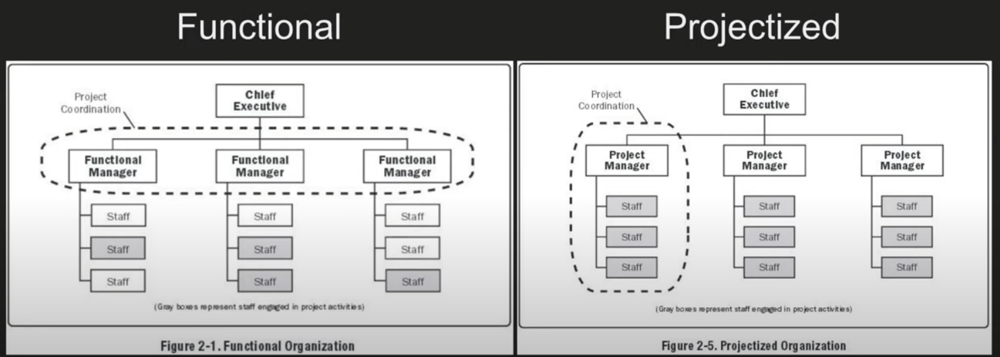 Functional
Project
Coordination
Chief
Executive
Functional
Manager
Functional
Manager
Functional
Manager
Staff
Staff
Staff
Staff
Staff
Staff
Staff
Staff
Staff
(Gray boxes represent staff engaged in project activities)
Figure 2-1. Functional Organization
Projectized
Project
Coordination
Chief
Executive
Project
Manager
Project
Manager
Project
Manager
Staff
Staff
Staff
Staff
Staff
Staff
Staff
Staff
Staff
(Gray boxes represent staff engaged in project activities)
Figure 2-5. Projectized Organization